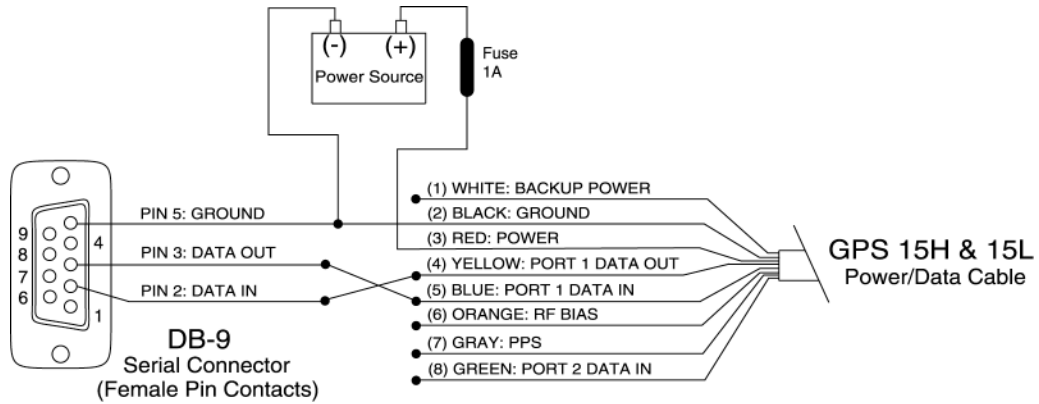 (-) (+)
Power Source
Fuse
1A
(1) WHITE: BACKUP POWER
PIN 5: GROUND
(2) BLACK: GROUND
(3) RED: POWER
9
4
8
PIN 3: DATA OUT
(4) YELLOW: PORT 1 DATA OUT
7
PIN 2: DATA IN
(5) BLUE: PORT 1 DATA IN
6
1
(6) ORANGE: RF BIAS
(7) GRAY: PPS
(8) GREEN: PORT 2 DATA IN
GPS 15H & 15L
Power/Data Cable
DB-9
Serial Connector
(Female Pin Contacts)